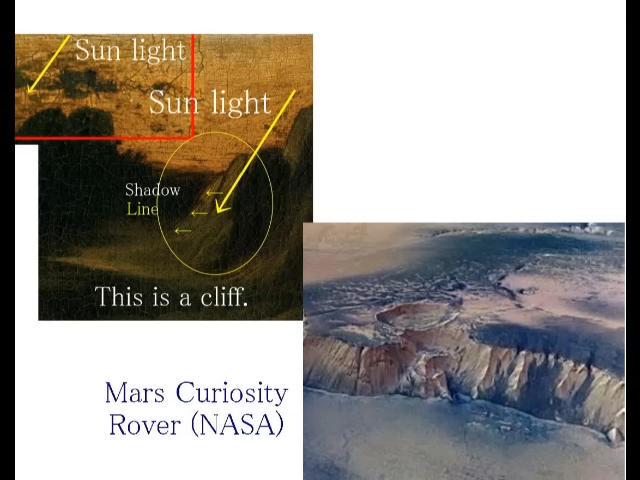 Sun light
Sun light
Shadow
Line
This is a cliff.
Mars Curiosity
Rover (NASA)